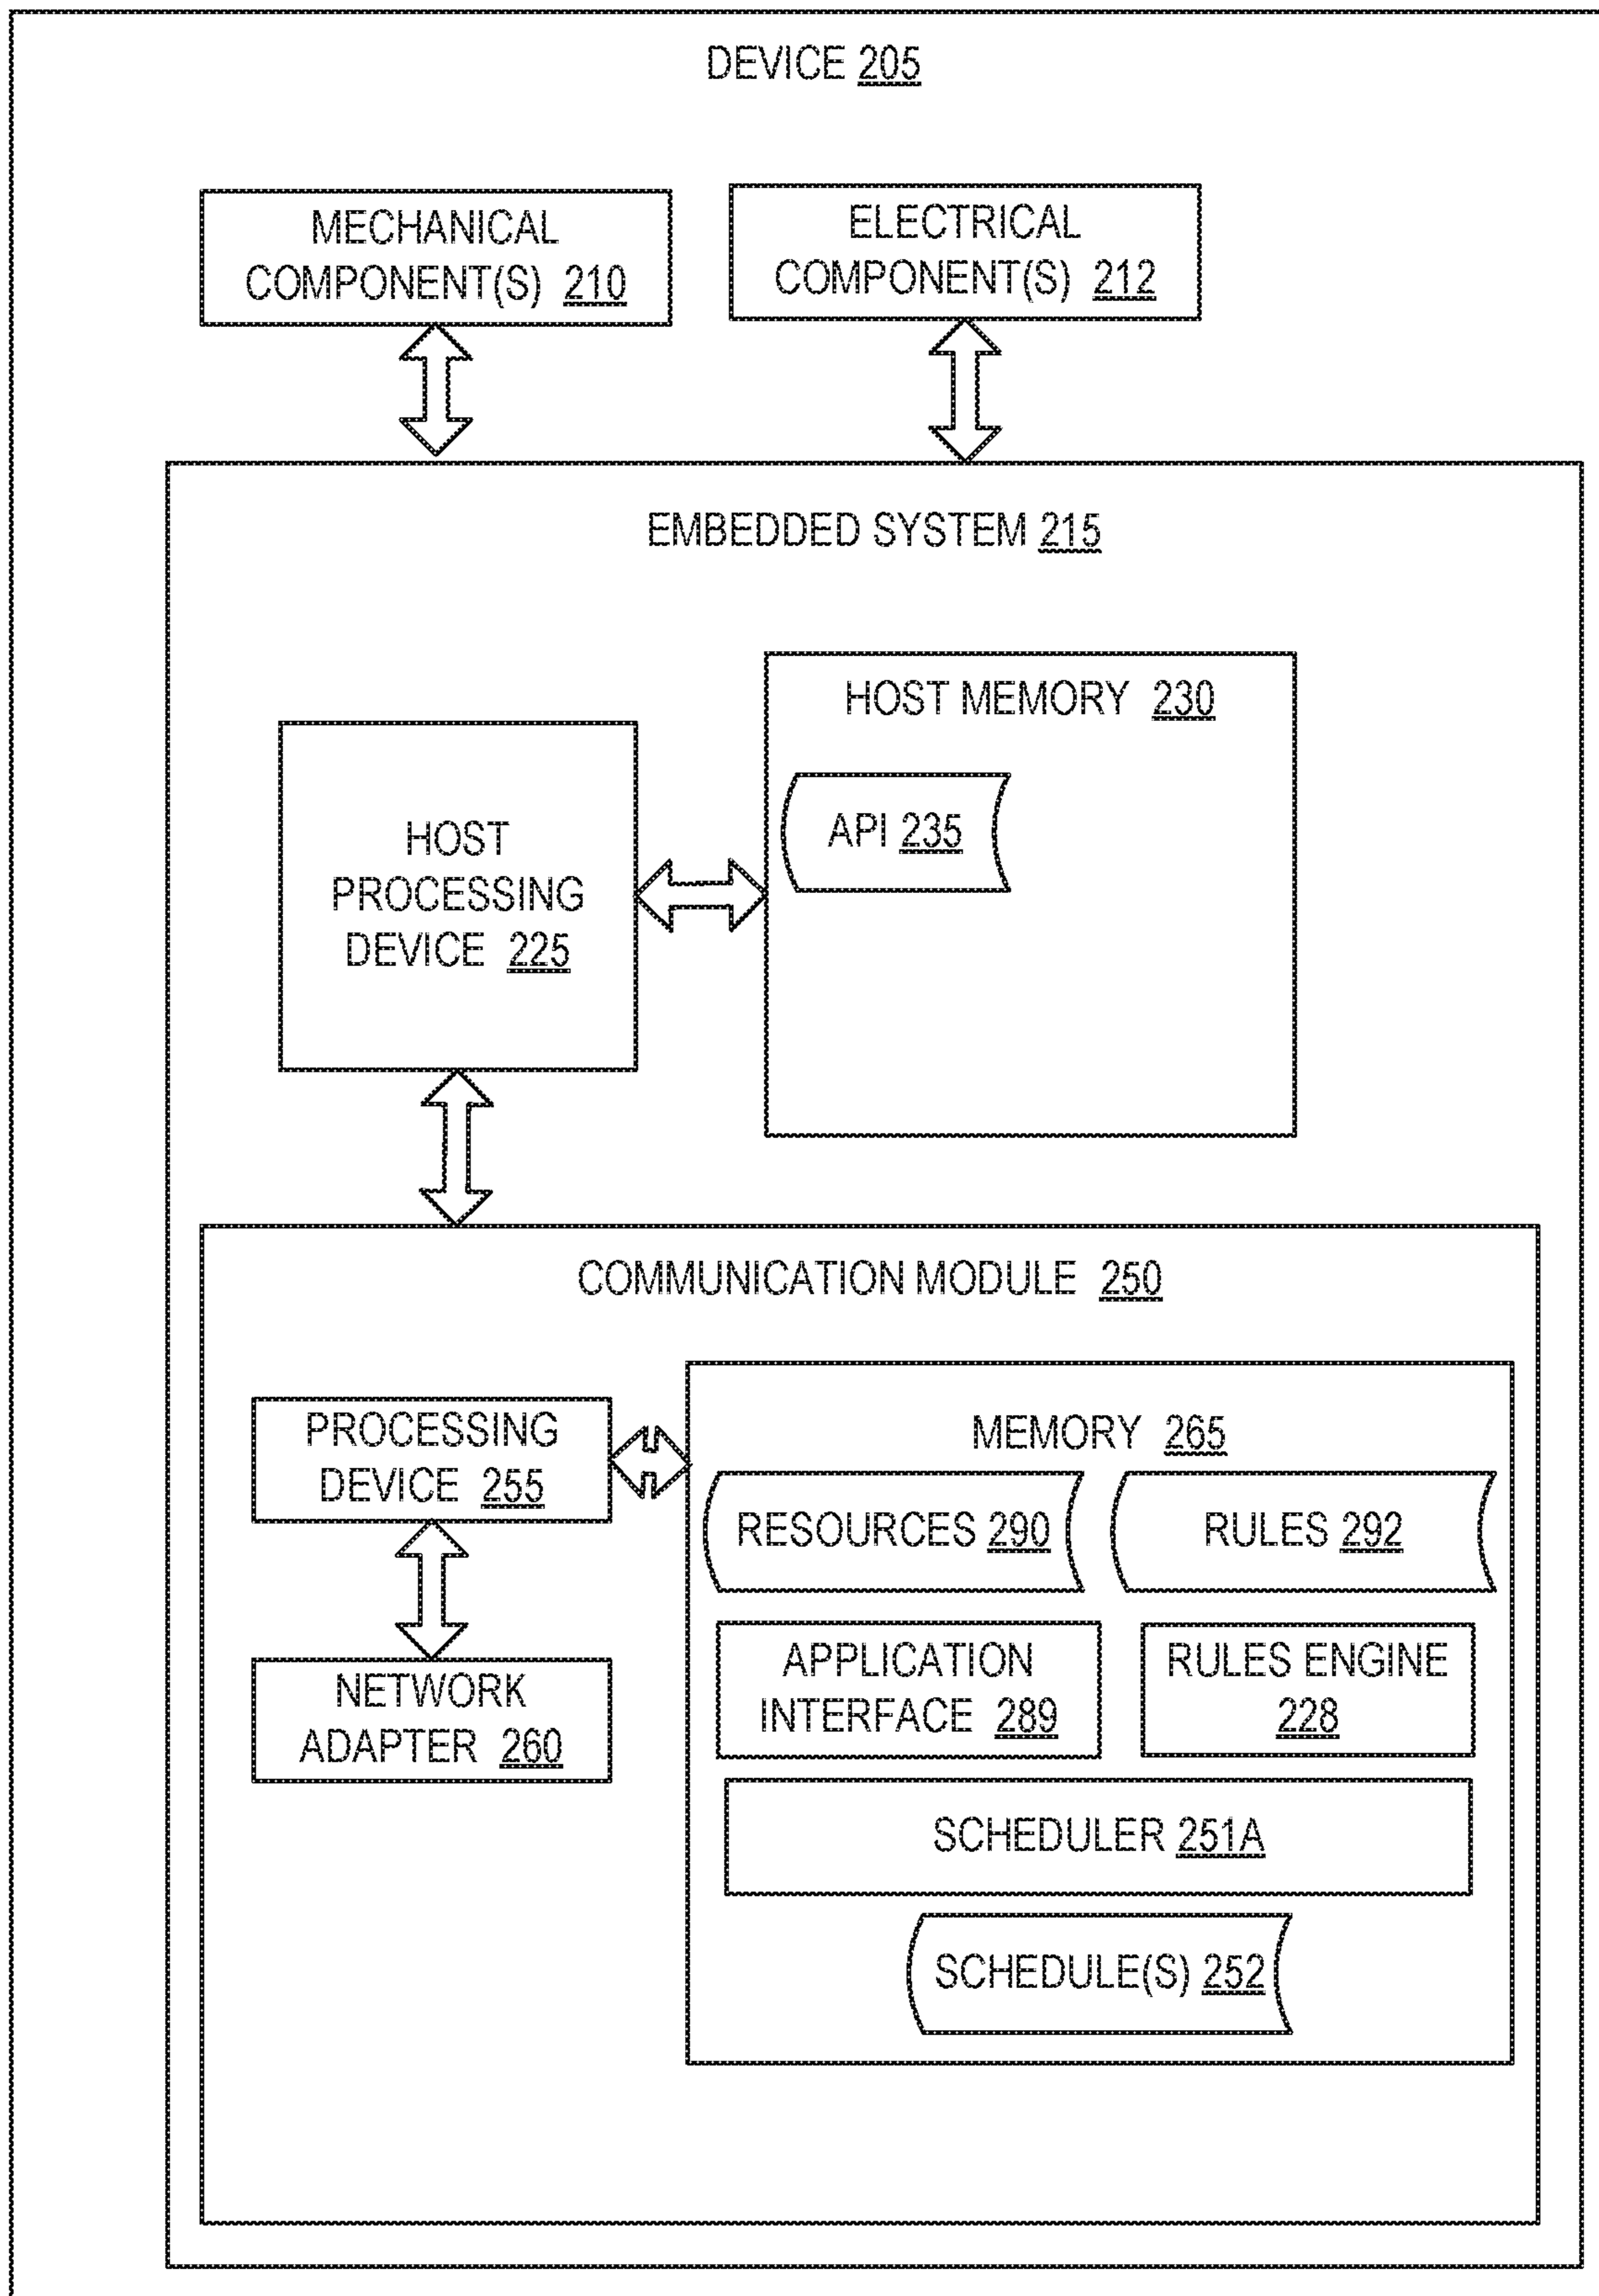 DEVICE 205
MECHANICAL
COMPONENT(S) 210
ELECTRICAL
COMPONENT(S) 212
EMBEDDED SYSTEM 215
HOST MEMORY 230
API 235
HOST
PROCESSING
DEVICE 225
COMMUNICATION MODULE 250
PROCESSING
DEVICE 255
NETWORK
ADAPTER 260
MEMORY 265
RESOURCES 290
RULES 292
APPLICATION
INTERFACE 289
RULES ENGINE
228
SCHEDULER 251A
SCHEDULE(S) 252